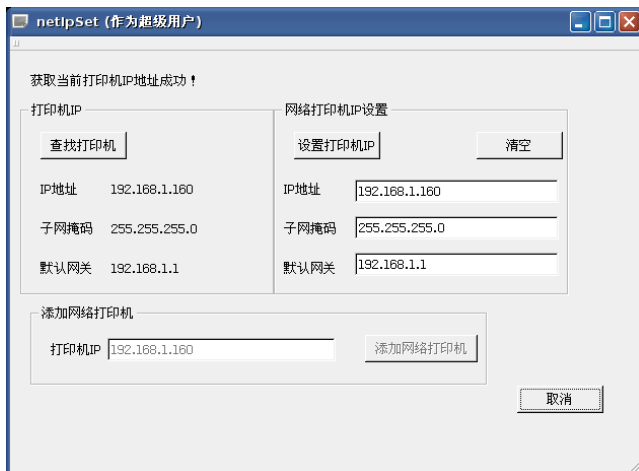 netIpSet (作为超级用户)
获取当前打印机IP地址成功！
打印机IP
查找打印机
IP地址 192.168.1.160
子网掩码 255.255.255.0
默认网关 192.168.1.1
网络打印机IP设置
设置打印机IP 清空
IP地址 192.168.1.160
子网掩码 255.255.255.0
默认网关 192.168.1.1
添加网络打印机
打印机IP 192.168.1.160 添加网络打印机
取消